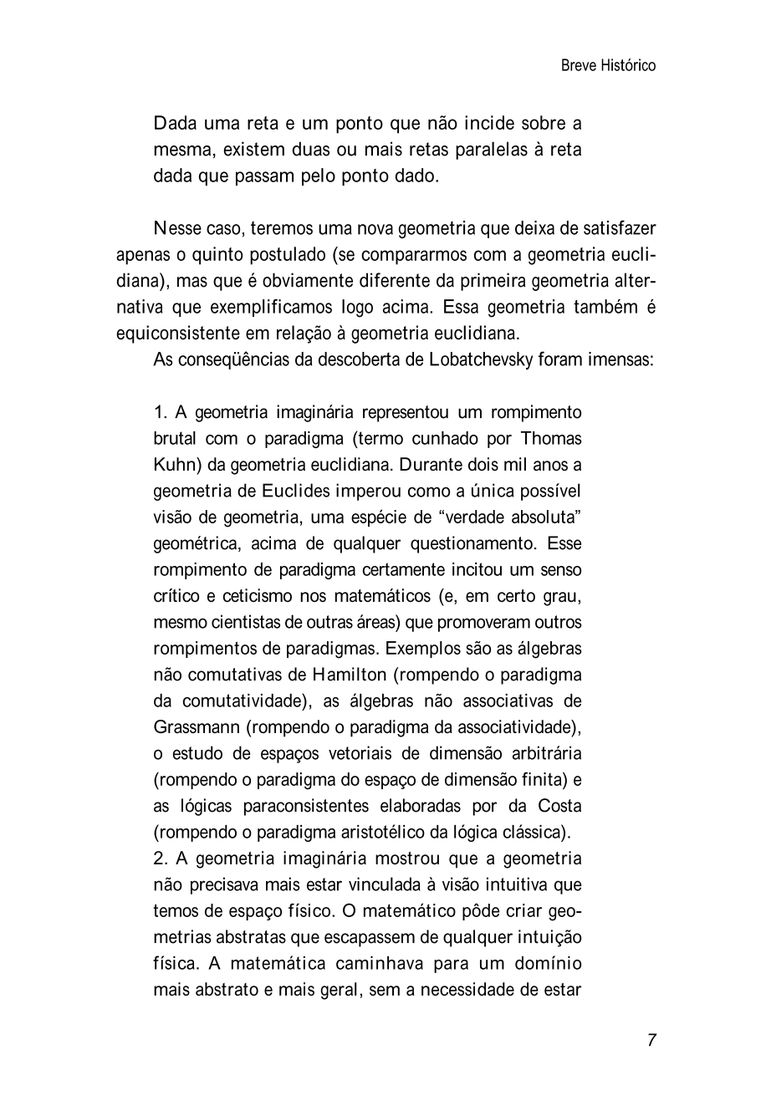 Breve Histórico
Dada uma reta e um ponto que não incide sobre a
mesma, existem duas ou mais retas paralelas à reta
dada que passam pelo ponto dado.
Nesse caso, teremos uma nova geometria que deixa de satisfazer
apenas o quinto postulado (se compararmos com a geometria eucli-
diana), mas que é obviamente diferente da primeira geometria alter-
nativa que exemplificamos logo acima. Essa geometria também é
equiconsistente em relação à geometria euclidiana.
As conseqüências da descoberta de Lobatchevsky foram imensas:
1. A geometria imaginária representou um rompimento
brutal com o paradigma (termo cunhado por Thomas
Kuhn) da geometria euclidiana. Durante dois mil anos a
geometria de Euclides imperou como a única possível
visão de geometria, uma espécie de “verdade absoluta”
geométrica, acima de qualquer questionamento. Esse
rompimento de paradigma certamente incitou um senso
crítico e ceticismo nos matemáticos (e, em certo grau,
mesmo cientistas de outras áreas) que promoveram outros
rompimentos de paradigmas. Exemplos são as álgebras
não comutativas de Hamilton (rompendo o paradigma
da comutatividade), as álgebras não associativas de
Grassmann (rompendo o paradigma da associatividade),
o estudo de espaços vetoriais de dimensão arbitrária
(rompendo o paradigma do espaço de dimensão finita) e
as lógicas paraconsistentes elaboradas por da Costa
(rompendo o paradigma aristotélico da lógica clássica).
2. A geometria imaginária mostrou que a geometria
não precisava mais estar vinculada à visão intuitiva que
temos de espaço físico. O matemático pôde criar geo-
metrias abstratas que escapassem de qualquer intuição
física. A matemática caminhava para um domínio
mais abstrato e mais geral, sem a necessidade de estar
7